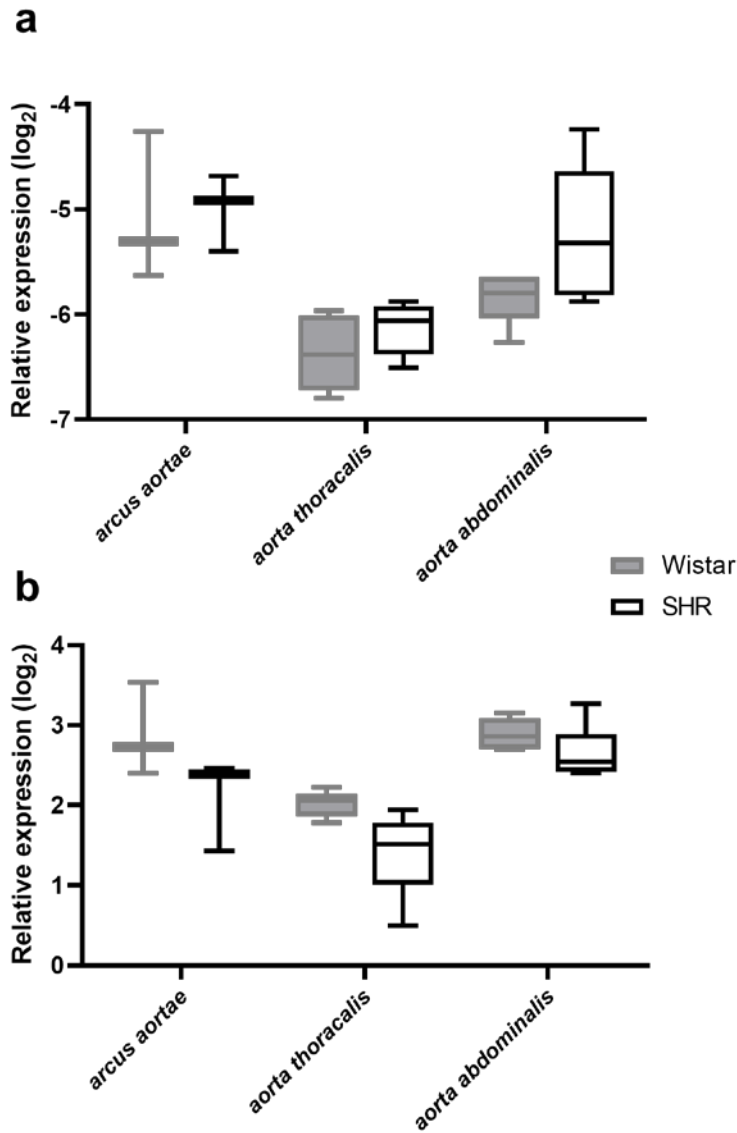 a
Relative expression (log₂)
-4
-5
-6
-7
arcus aortae
aorta thoracalis
aorta abdominalis
Wistar
SHR
b
Relative expression (log₂)
4
3
2
1
0
arcus aortae
aorta thoracalis
aorta abdominalis